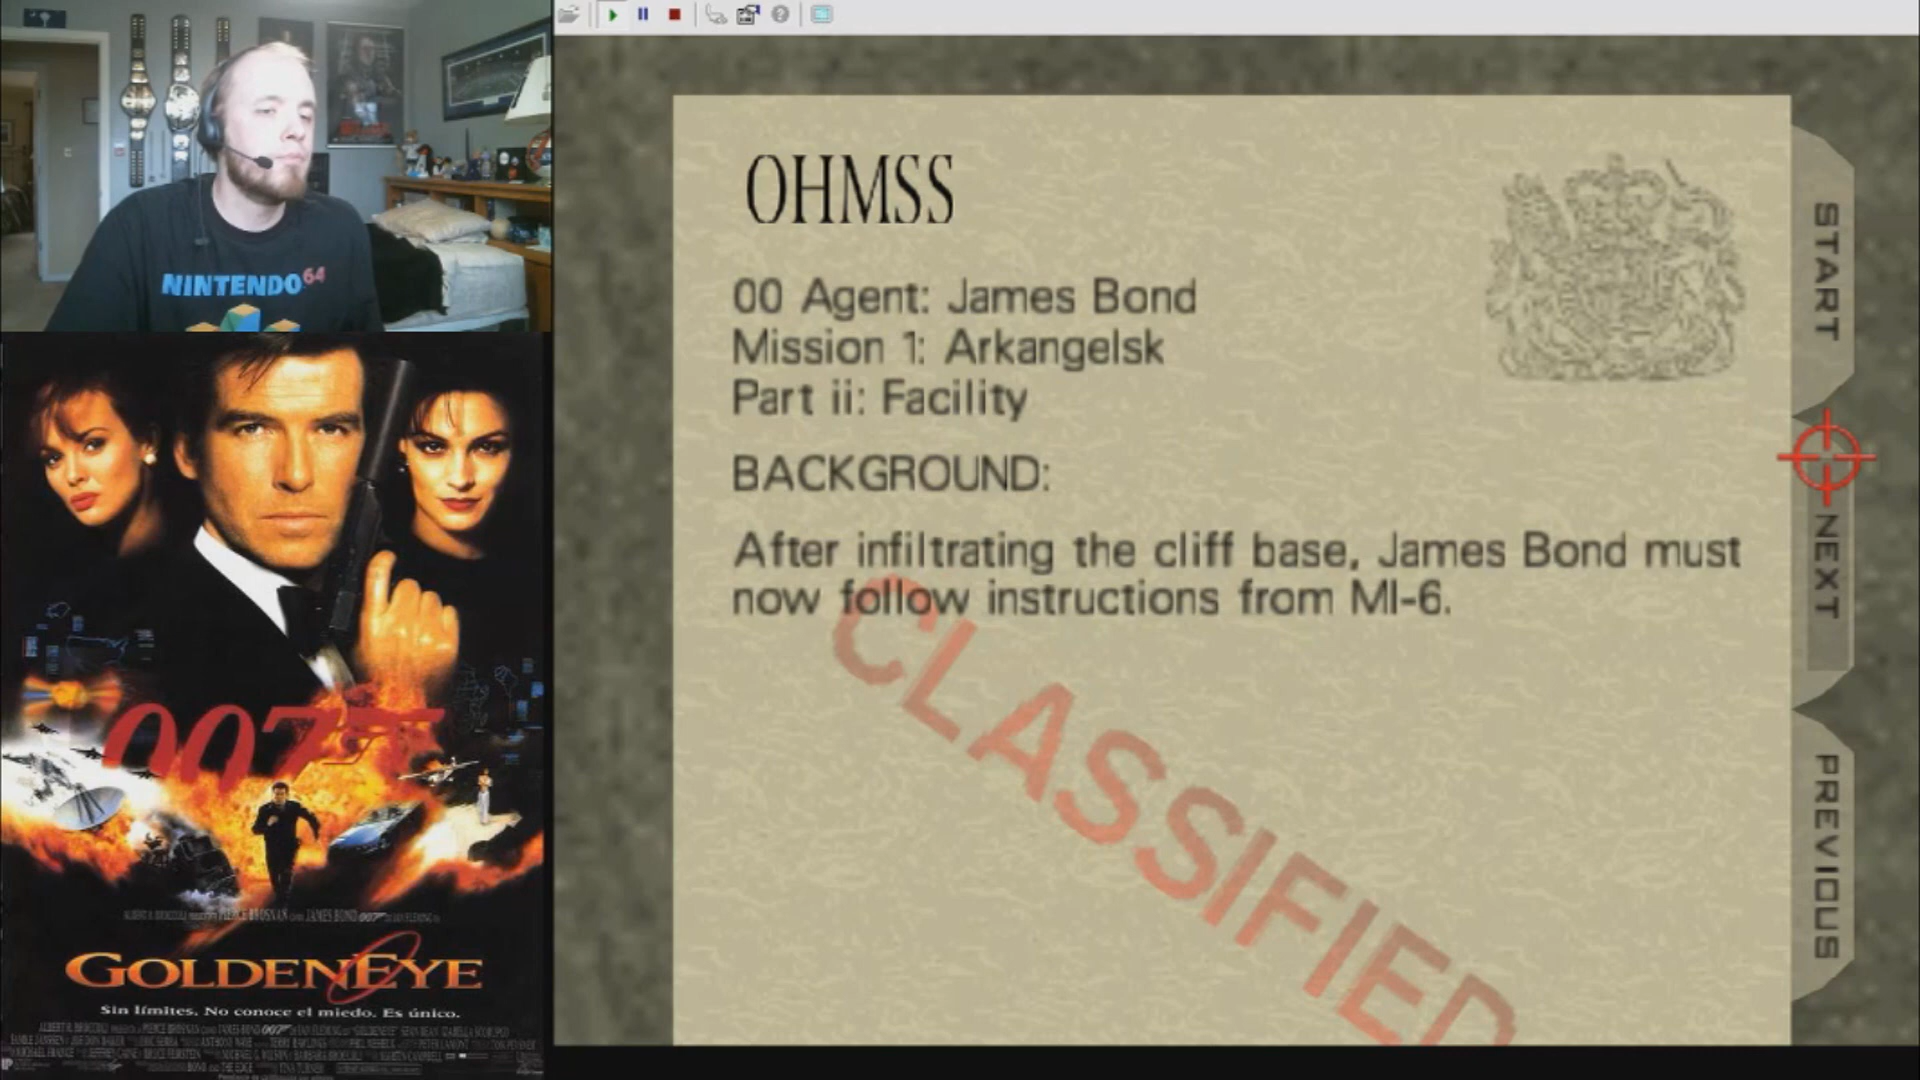 NINTENDO64
007
GOLDENEYE
Sin límites. No conoce el miedo. Es único.
OHMSS
00 Agent: James Bond
Mission 1: Arkangelsk
Part ii: Facility
BACKGROUND:
After infiltrating the cliff base, James Bond must
now follow instructions from MI-6.
CLASSIFIED
START
NEXT
PREVIOUS